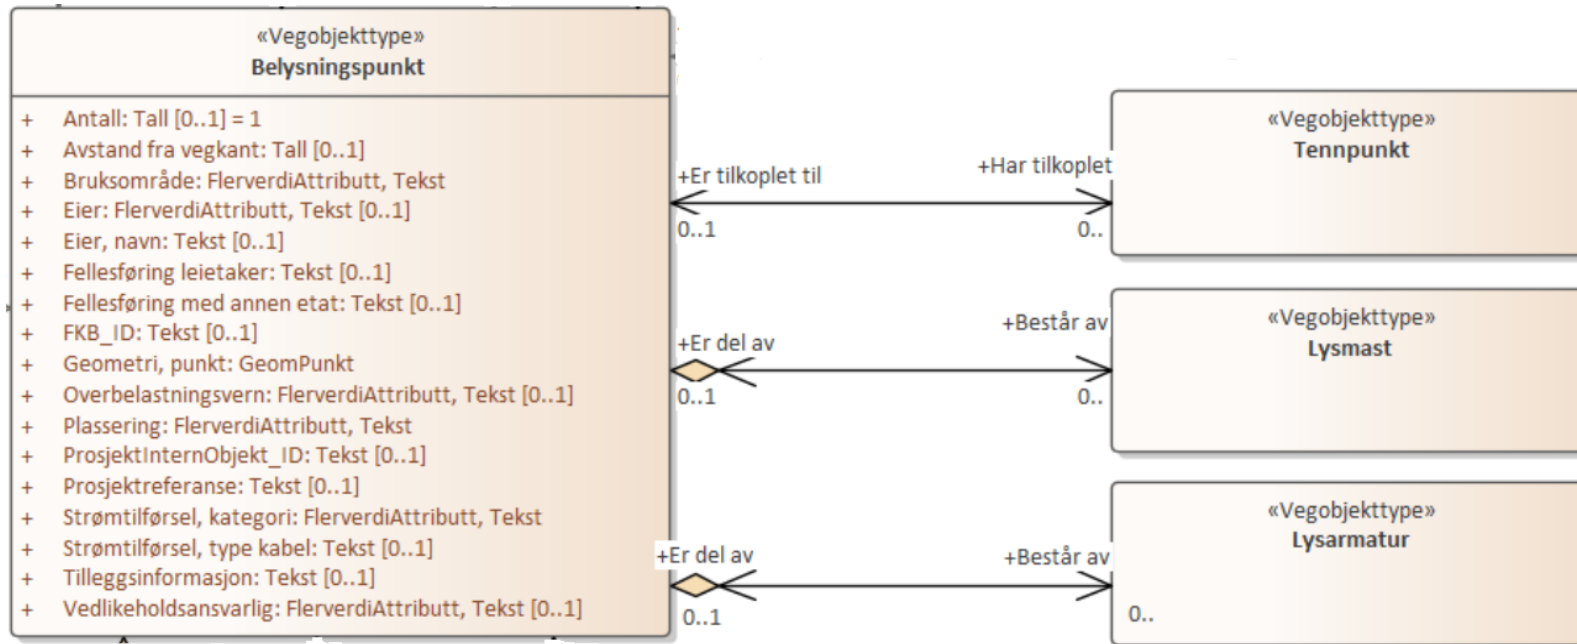 «Vegobjekttype»
Belysningspunkt
+ Antall: Tall [0..1] = 1
+ Avstand fra vegkant: Tall [0..1]
+ Bruksområde: FlerverdiAttributt, Tekst
+ Eier: FlerverdiAttributt, Tekst [0..1]
+ Eier, navn: Tekst [0..1]
+ Fellesføring leietaker: Tekst [0..1]
+ Fellesføring med annen etat: Tekst [0..1]
+ FKB_ID: Tekst [0..1]
+ Geometri, punkt: GeomPunkt
+ Overbelastningsvern: FlerverdiAttributt, Tekst [0..1]
+ Plassering: FlerverdiAttributt, Tekst
+ ProsjektInternObjekt_ID: Tekst [0..1]
+ Prosjektreferanse: Tekst [0..1]
+ Strømtilførsel, kategori: FlerverdiAttributt, Tekst
+ Strømtilførsel, type kabel: Tekst [0..1]
+ Tilleggsinformasjon: Tekst [0..1]
+ Vedlikeholdsansvarlig: FlerverdiAttributt, Tekst [0..1]
+Er tilkoplet til
0..1
+Har tilkoplet
0..
«Vegobjekttype»
Tennpunkt
+Er del av
0..1
+Består av
0..
«Vegobjekttype»
Lysmast
+Er del av
0..1
+Består av
0..
«Vegobjekttype»
Lysarmatur